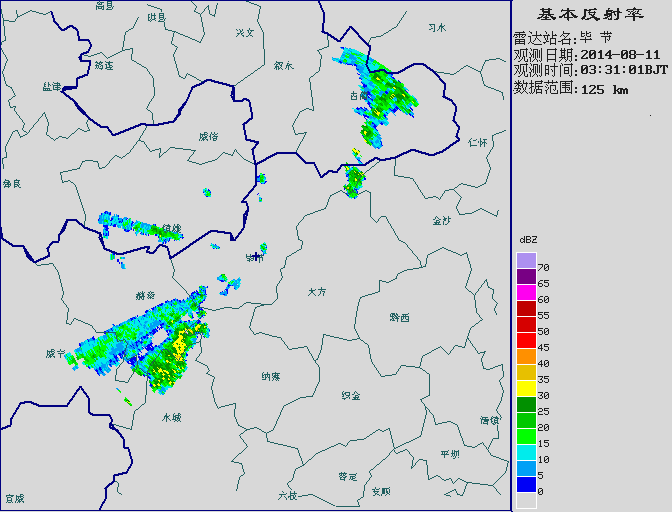 基本反射率
雷达站名:毕 节
观测日期:2014-08-11
观测时间:03:31:01BJT
数据范围:125 km
dBZ
70
65
60
55
50
45
40
35
30
25
20
15
10
5
0
高县
珙县
兴文
习水
筠连
叙水
盐津
古蔺
威信
仁怀
彝良
镇雄
金沙
毕节
赫章
大方
黔西
威宁
纳雍
织金
水城
清镇
平坝
普定
安顺
六枝
宣威